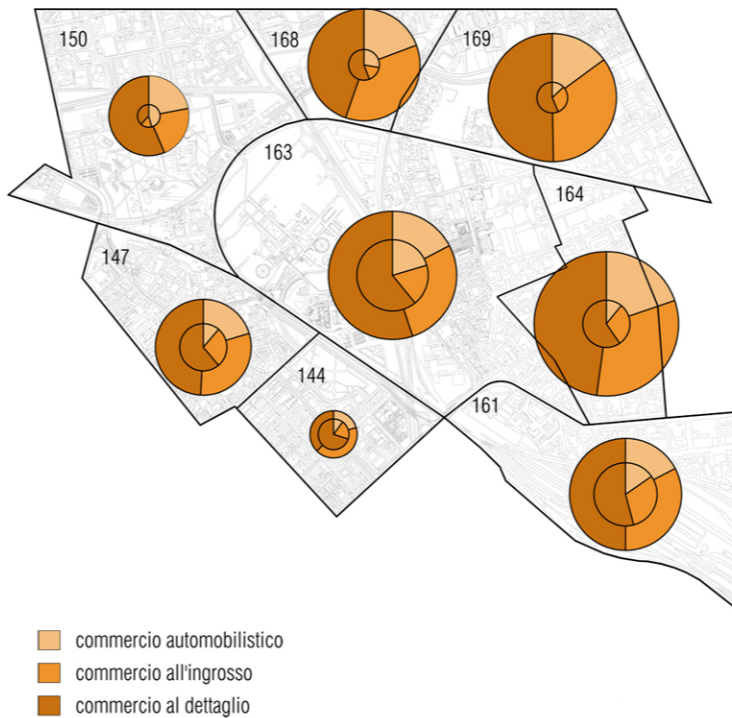 150
168
169
163
164
147
144
161
commercio automobilistico
commercio all'ingrosso
commercio al dettaglio